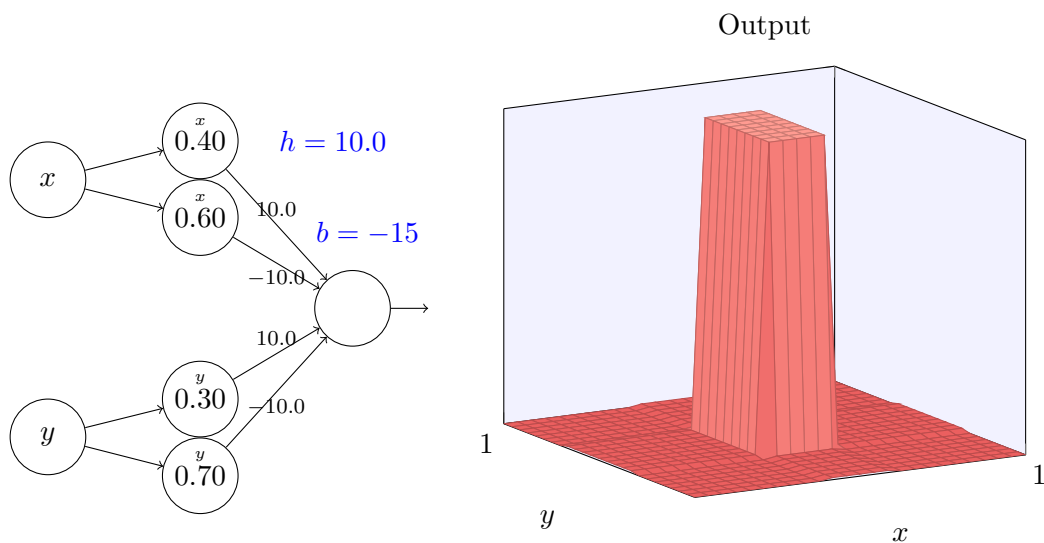 Output
x
0.40
h = 10.0
x
10.0
x
0.60
b = −15
−10.0
10.0
y
0.30
−10.0
y
y
0.70
1
1
y
x